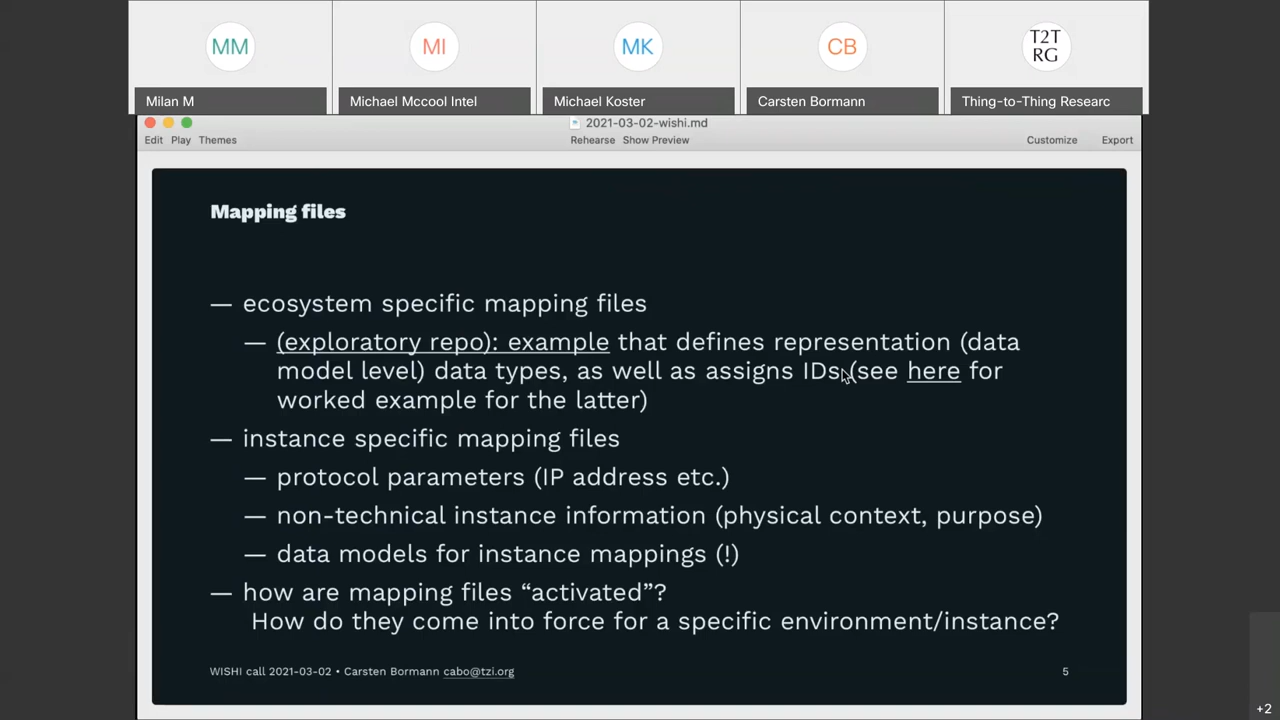 MM
MI
MK
CB
T2T
RG
Milan M
Michael Mccool Intel
Michael Koster
Carsten Bormann
Thing-to-Thing Researc
2021-03-02-wishi.md
Edit Play Themes
Rehearse Show Preview
Customize Export
Mapping files
— ecosystem specific mapping files
— (exploratory repo): example that defines representation (data
model level) data types, as well as assigns IDs (see here for
worked example for the latter)
— instance specific mapping files
— protocol parameters (IP address etc.)
— non-technical instance information (physical context, purpose)
— data models for instance mappings (!)
— how are mapping files “activated”?
How do they come into force for a specific environment/instance?
WISHI call 2021-03-02 • Carsten Bormann cabo@tzi.org
5
+2